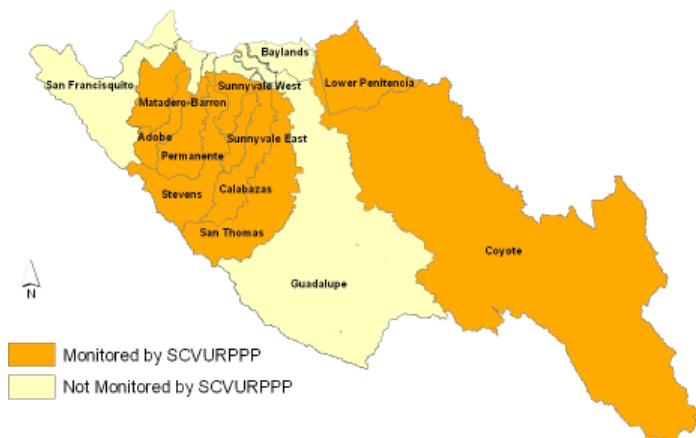 Baylands
San Francisquito
Sunnyvale West
Lower Penitencia
Matadero-Barron
Adobe
Sunnyvale East
Permanente
Stevens
Calabazas
San Thomas
Coyote
Guadalupe
N
Monitored by SCVURPPP
Not Monitored by SCVURPPP